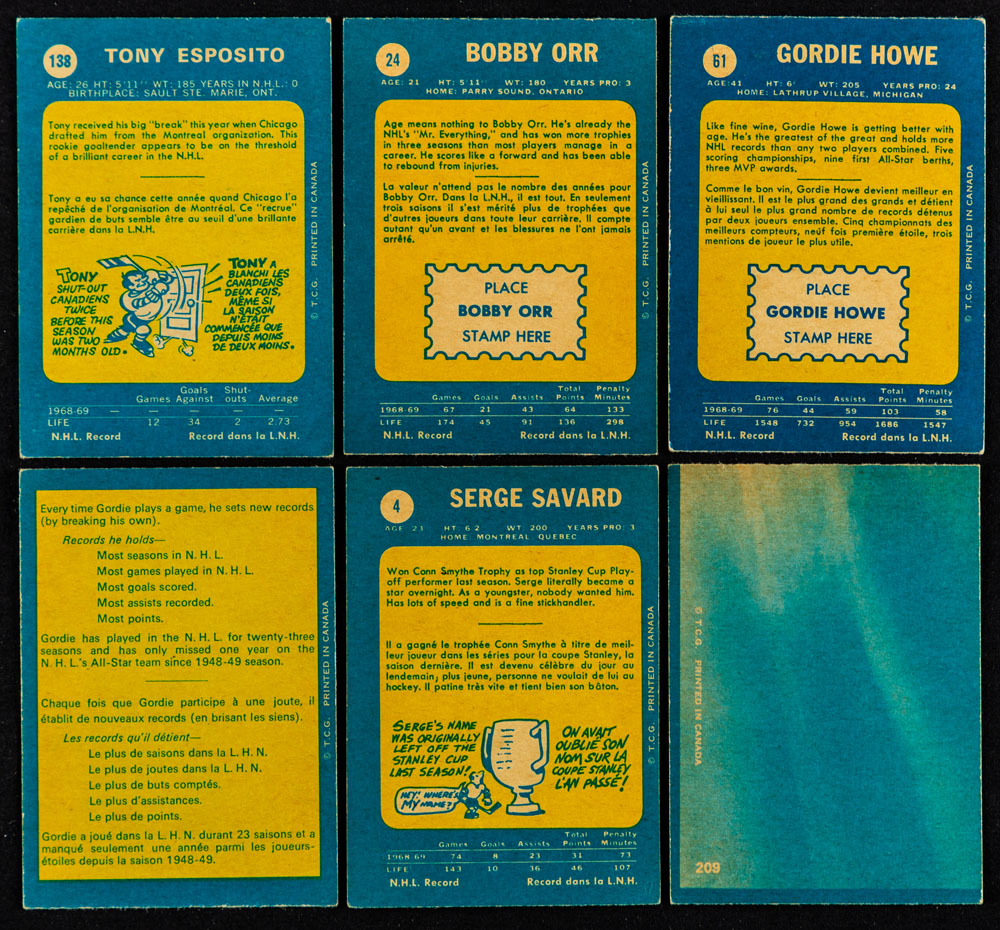 138
TONY ESPOSITO
AGE: 26 HT: 5'11" WT: 185 YEARS IN N.H.L.: 0
BIRTHPLACE: SAULT STE. MARIE, ONT.
Tony received his big "break" this year when Chicago
drafted him from the Montreal organization. This
rookie goaltender appears to be on the threshold
of a brilliant career in the N.H.L.
Tony a eu sa chance cette année quand Chicago l'a
repêché de l'organisation de Montréal. Ce "recrue"
gardien de buts semble être au seuil d'une brillante
carrière dans la L.N.H.
TONY
SHUT-OUT
CANADIENS
TWICE
BEFORE THIS
SEASON
WAS TWO
MONTHS OLD.
TONY A
BLANCHI LES
CANADIENS
DEUX FOIS,
MÊME SI
LA SAISON
N'ÉTAIT
COMMENCÉE QUE
DEPUIS MOINS
DE DEUX MOINS.
Games Goals Against Shut-outs Average
1968-69 — — — —
LIFE 12 34 2 2.73
N.H.L. Record Record dans la L.N.H.
© T.C.G. PRINTED IN CANADA
24
BOBBY ORR
AGE: 21 HT: 5'11" WT: 180 YEARS PRO: 3
HOME: PARRY SOUND, ONTARIO
Age means nothing to Bobby Orr. He's already the
NHL's "Mr. Everything," and has won more trophies
in three seasons than most players manage in a
career. He scores like a forward and has been able
to rebound from injuries.
La valeur n'attend pas le nombre des années pour
Bobby Orr. Dans la L.N.H., il est tout. En seulement
trois saisons il s'est mérité plus de trophées que
d'autres joueurs dans toute leur carrière. Il compte
autant qu'un avant et les blessures ne l'ont jamais
arrêté.
PLACE
BOBBY ORR
STAMP HERE
Games Goals Assists Total Points Penalty Minutes
1968-69 67 21 43 64 133
LIFE 174 45 91 136 298
N.H.L. Record Record dans la L.N.H.
© T.C.G. PRINTED IN CANADA
61
GORDIE HOWE
AGE: 41 HT: 6' WT: 205 YEARS PRO: 24
HOME: LATHRUP VILLAGE, MICHIGAN
Like fine wine, Gordie Howe is getting better with
age. He's the greatest of the great and holds more
NHL records than any two players combined. Five
scoring championships, nine first All-Star berths,
three MVP awards.
Comme le bon vin, Gordie Howe devient meilleur en
vieillissant. Il est le plus grand des grands et détient
à lui seul le plus grand nombre de records détenus
par deux joueurs ensemble. Cinq championnats des
meilleurs compteurs, neuf fois première étoile, trois
mentions de joueur le plus utile.
PLACE
GORDIE HOWE
STAMP HERE
Games Goals Assists Total Points Penalty Minutes
1968-69 76 44 59 103 58
LIFE 1548 732 954 1686 1547
N.H.L. Record Record dans la L.N.H.
© T.C.G. PRINTED IN CANADA
Every time Gordie plays a game, he sets new records
(by breaking his own).
Records he holds—
Most seasons in N. H. L.
Most games played in N. H. L.
Most goals scored.
Most assists recorded.
Most points.
Gordie has played in the N. H. L. for twenty-three
seasons and has only missed one year on the
N. H. L.'s All-Star team since 1948-49 season.
Chaque fois que Gordie participe à une joute, il
établit de nouveaux records (en brisant les siens).
Les records qu'il détient—
Le plus de saisons dans la L. H. N.
Le plus de joutes dans la L. H. N.
Le plus de buts comptés.
Le plus d'assistances.
Le plus de points.
Gordie a joué dans la L. H. N. durant 23 saisons et a
manqué seulement une année parmi les joueurs-
étoiles depuis la saison 1948-49.
© T.C.G. PRINTED IN CANADA
4
SERGE SAVARD
AGE 23 HT: 6 2 WT: 200 YEARS PRO: 3
HOME: MONTREAL QUEBEC
Won Conn Smythe Trophy as top Stanley Cup Play-
off performer last season. Serge literally became a
star overnight. As a youngster, nobody wanted him.
Has lots of speed and is a fine stickhandler.
Il a gagné le trophée Conn Smythe à titre de meil-
leur joueur dans les séries pour la coupe Stanley, la
saison dernière. Il est devenu célèbre du jour au
lendemain; plus jeune, personne ne voulait de lui au
hockey. Il patine très vite et tient bien son bâton.
SERGE'S NAME
WAS ORIGINALLY
LEFT OFF THE
STANLEY CUP
LAST SEASON!
HEY! WHERE'S
MY NAME?
ON AVAIT
OUBLIÉ SON
NOM SUR LA
COUPE STANLEY
L'AN PASSÉ!
Games Goals Assists Total Points Penalty Minutes
1968-69 74 8 23 31 73
LIFE 143 10 36 46 107
N.H.L. Record Record dans la L.N.H.
© T.C.G. PRINTED IN CANADA
© T.C.G. PRINTED IN CANADA
209